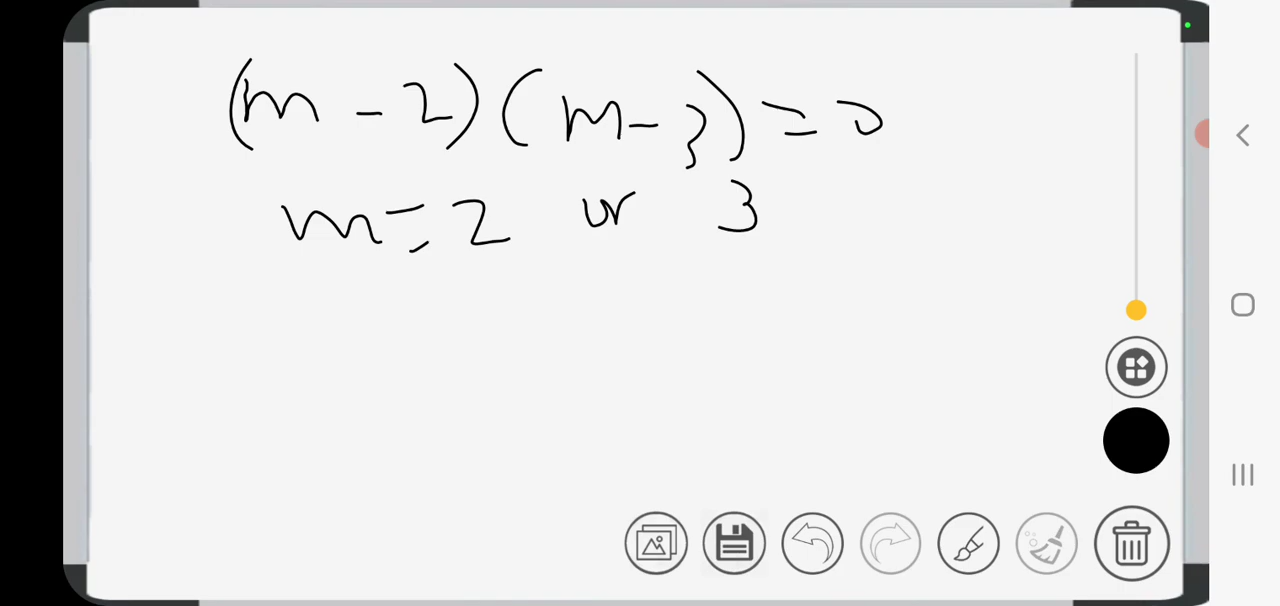 (m - 2)(m - 3) = 0
m = 2 or 3